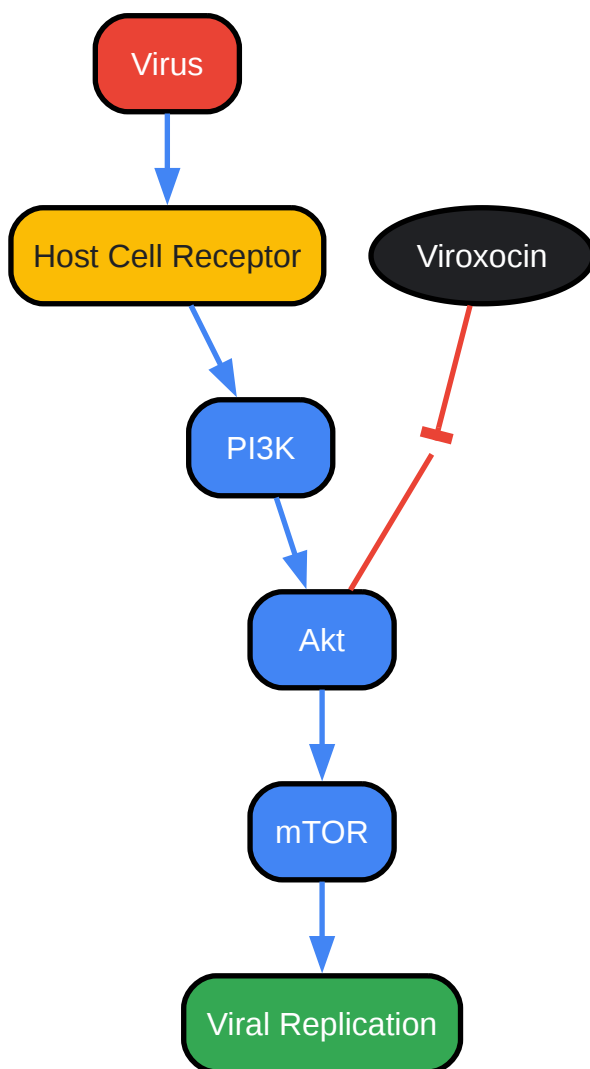 Virus
Host Cell Receptor
Viroxocin
PI3K
Akt
mTOR
Viral Replication